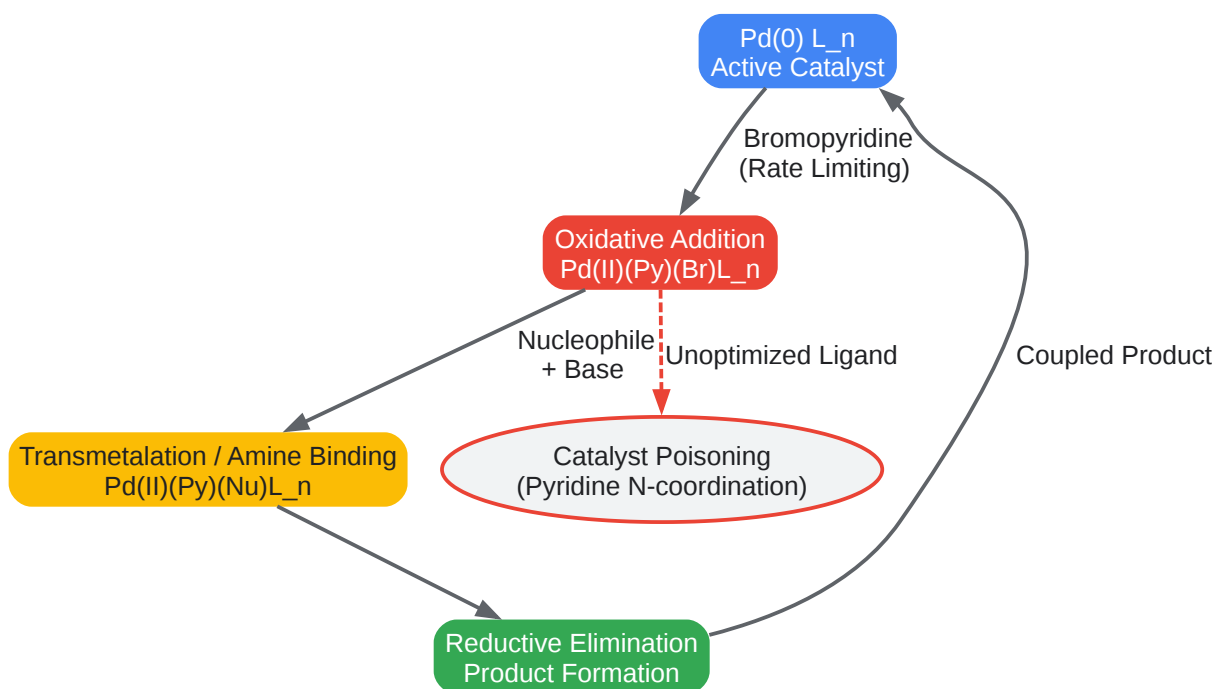 Pd(0) L_n
Active Catalyst
Bromopyridine
(Rate Limiting)
Oxidative Addition
Pd(II)(Py)(Br)L_n
Nucleophile
+ Base
Unoptimized Ligand
Coupled Product
Transmetalation / Amine Binding
Pd(II)(Py)(Nu)L_n
Catalyst Poisoning
(Pyridine N-coordination)
Reductive Elimination
Product Formation